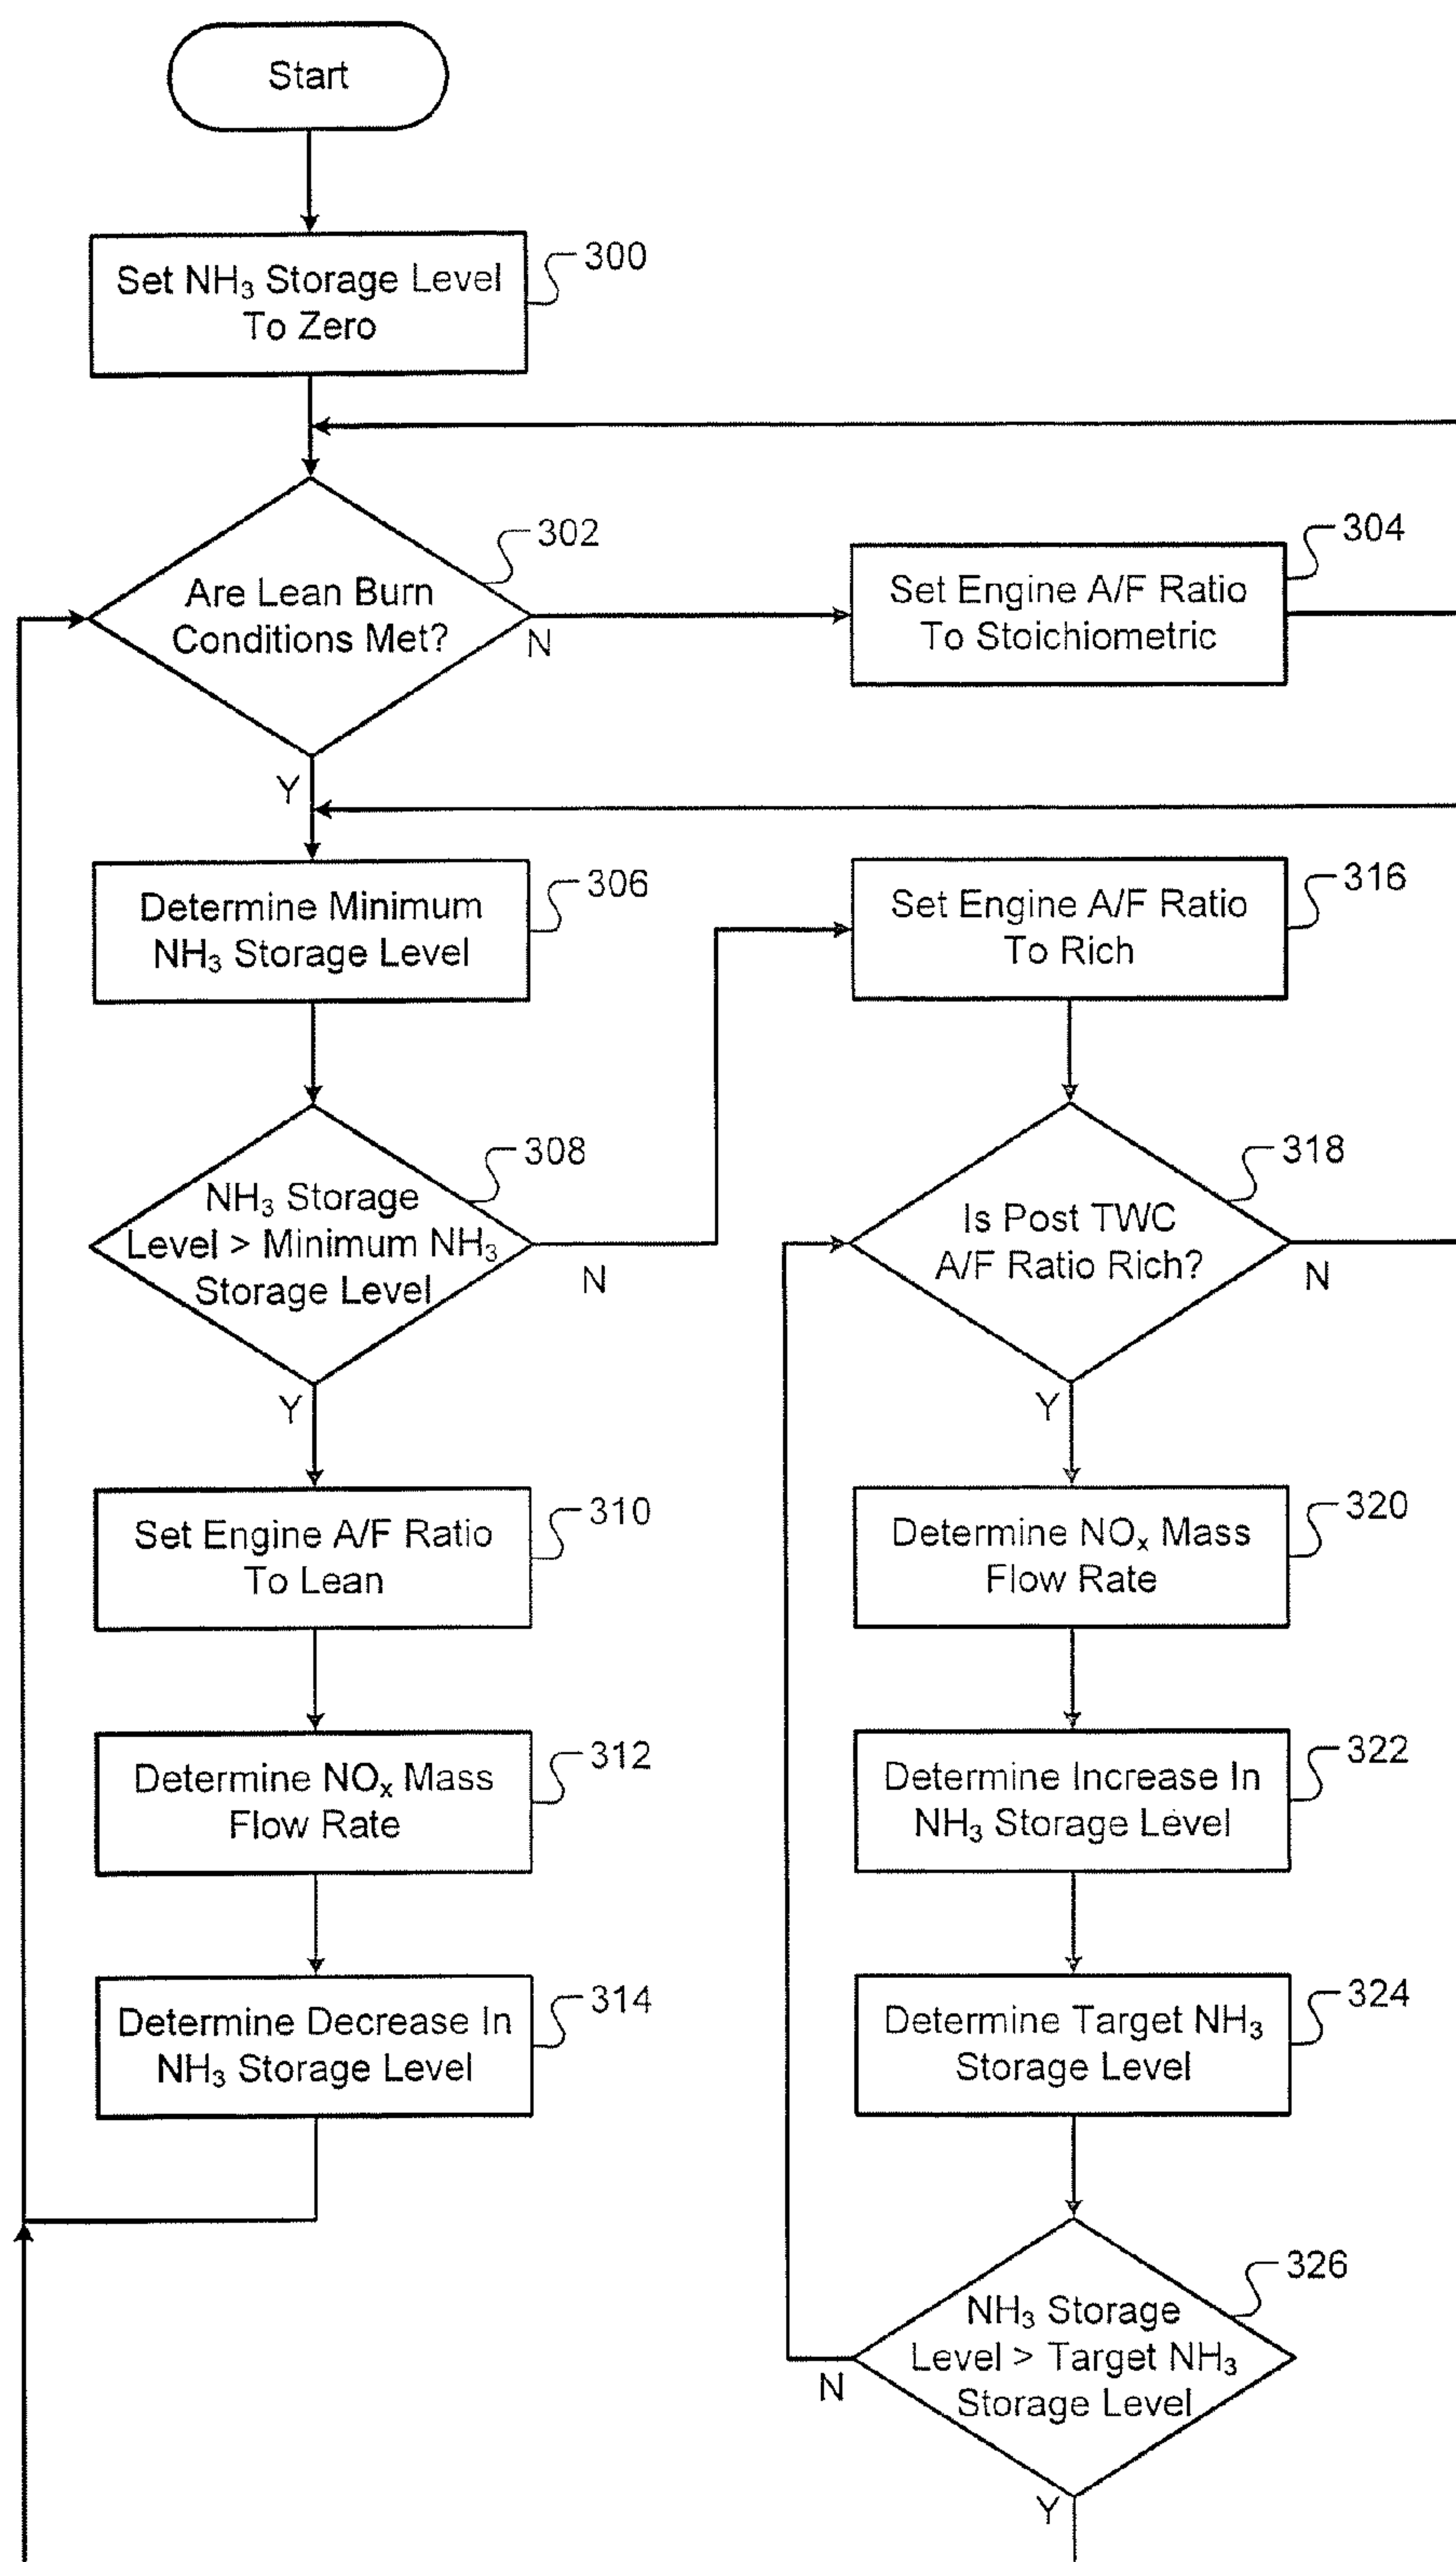 Start
Set NH₃ Storage Level
To Zero
300
Are Lean Burn
Conditions Met?
302
N
Y
Set Engine A/F Ratio
To Stoichiometric
304
Determine Minimum
NH₃ Storage Level
306
NH₃ Storage
Level > Minimum NH₃
Storage Level
308
N
Y
Set Engine A/F Ratio
To Lean
310
Determine NOₓ Mass
Flow Rate
312
Determine Decrease In
NH₃ Storage Level
314
Set Engine A/F Ratio
To Rich
316
Is Post TWC
A/F Ratio Rich?
318
N
Y
Determine NOₓ Mass
Flow Rate
320
Determine Increase In
NH₃ Storage Level
322
Determine Target NH₃
Storage Level
324
NH₃ Storage
Level > Target NH₃
Storage Level
326
N
Y